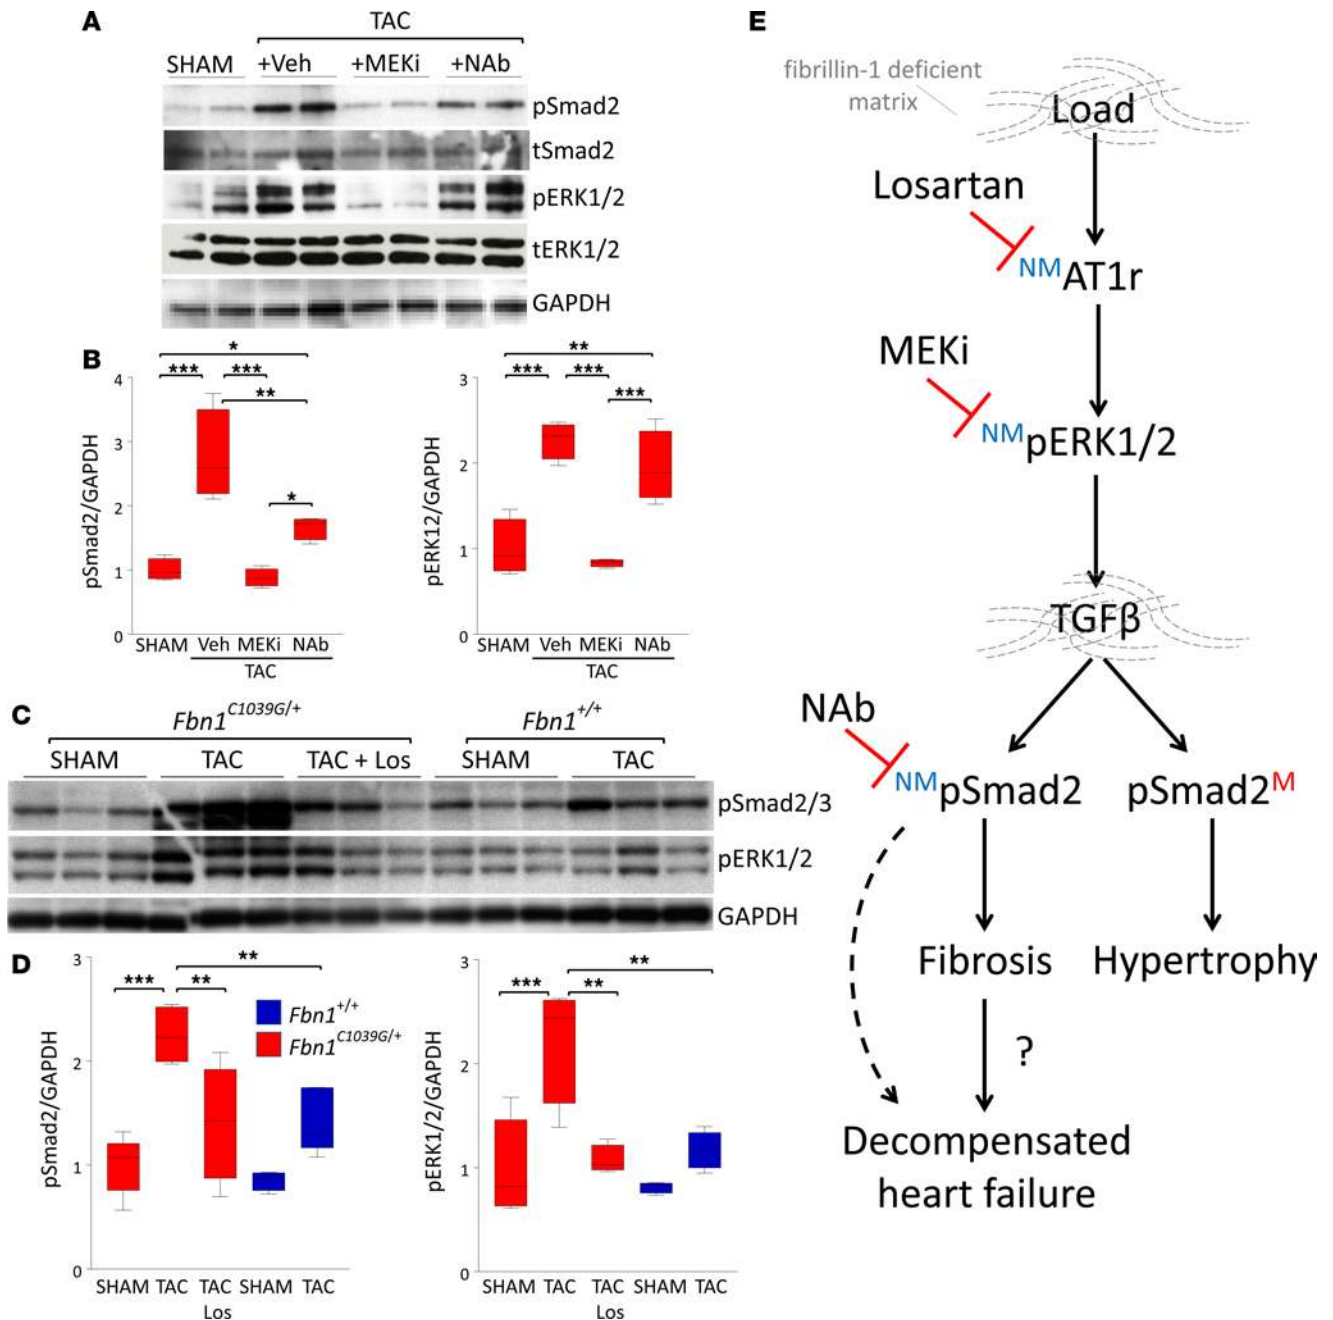 A
TAC
SHAM +Veh +MEKi +NAb
pSmad2
tSmad2
pERK1/2
tERK1/2
GAPDH
B
* *** *** ** *
pSmad2/GAPDH
4
3
2
1
0
SHAM Veh MEKi NAb
TAC
** *** *** ***
pERK12/GAPDH
3
2
1
0
SHAM Veh MEKi NAb
TAC
C
Fbn1C1039G/+ Fbn1+/+
SHAM TAC TAC + Los SHAM TAC
pSmad2/3
pERK1/2
GAPDH
D
** *** **
pSmad2/GAPDH
3
2
1
0
Fbn1+/+
Fbn1C1039G/+
SHAM TAC TAC SHAM TAC
Los
** *** **
pERK1/2/GAPDH
3
2
1
0
SHAM TAC TAC SHAM TAC
Los
E
fibrillin-1 deficient
matrix
Load
Losartan
NMAT1r
MEKi
NMpERK1/2
TGFβ
NAb
NMpSmad2 pSmad2M
Fibrosis Hypertrophy
?
Decompensated
heart failure